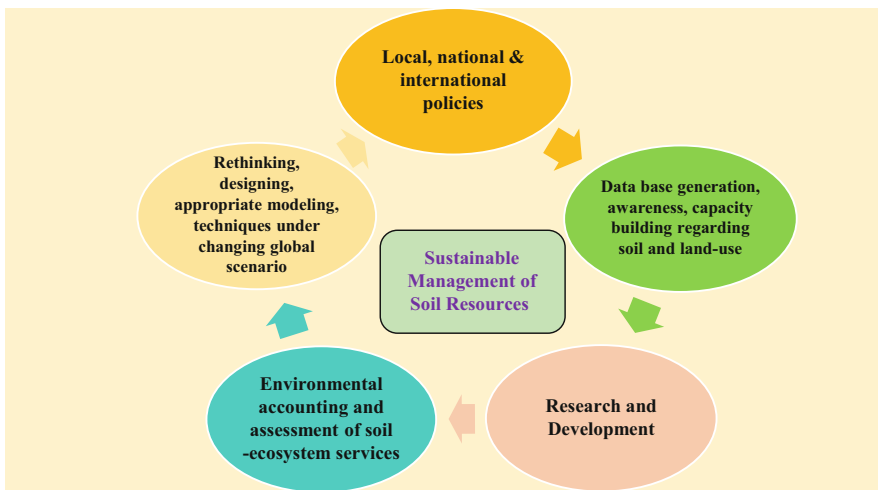 Local, national &
international
policies
Data base generation,
awareness, capacity
building regarding
soil and land-use
Research and
Development
Environmental
accounting and
assessment of soil
-ecosystem services
Rethinking,
designing,
appropriate modeling,
techniques under
changing global
scenario
Sustainable
Management of
Soil Resources